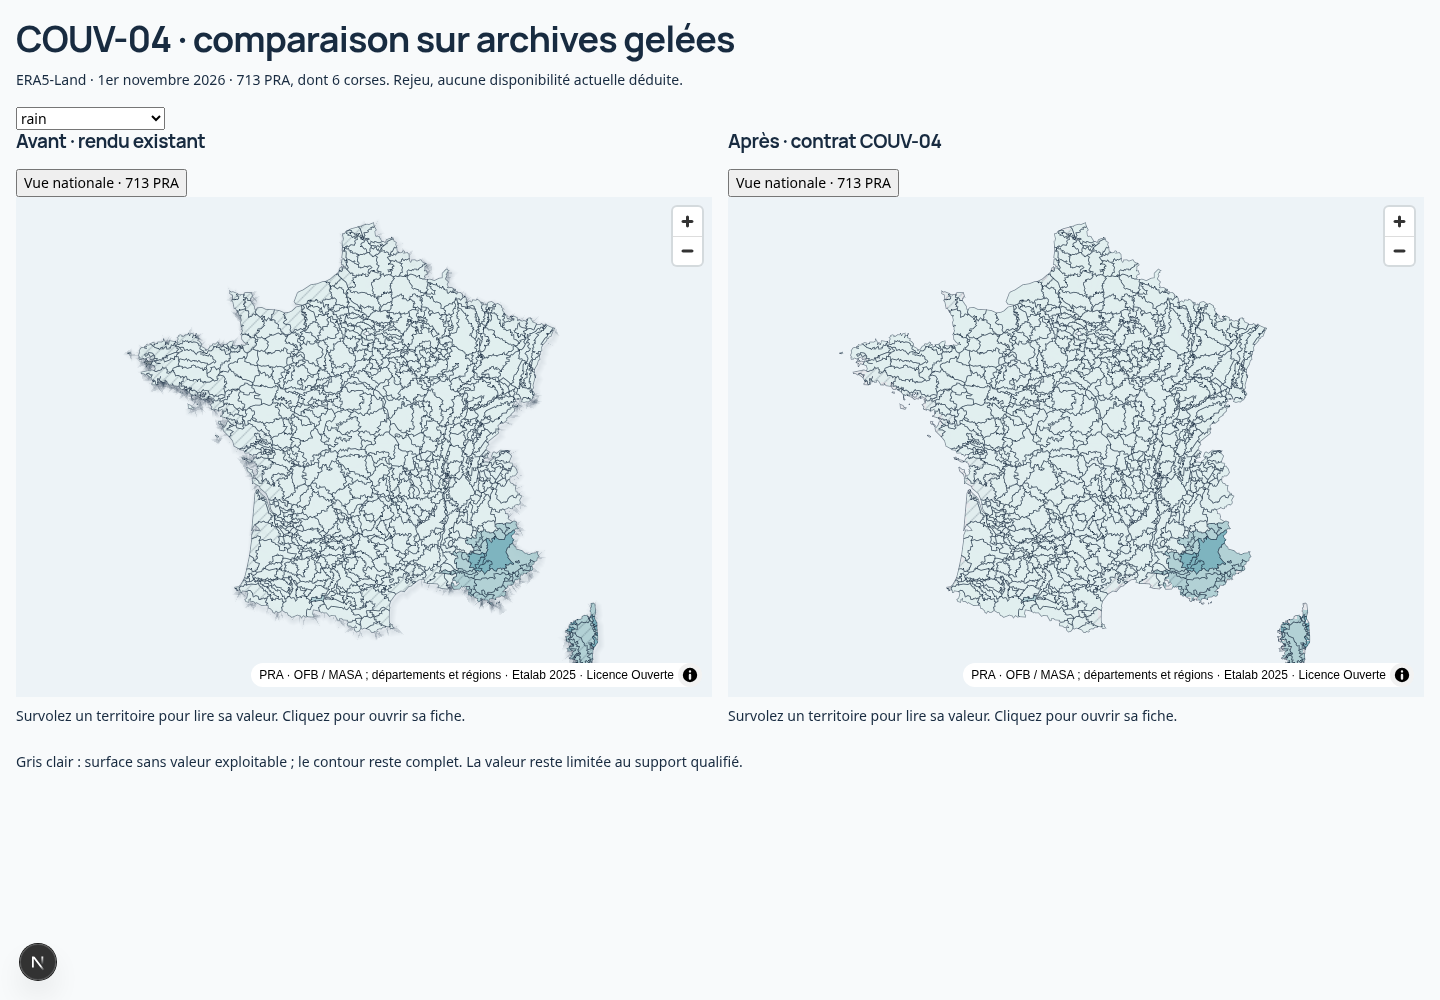 COUV-04 · comparaison sur archives gelées
ERA5-Land · 1er novembre 2026 · 713 PRA, dont 6 corses. Rejeu, aucune disponibilité actuelle déduite.
rain
Avant · rendu existant
Vue nationale · 713 PRA
PRA · OFB / MASA ; départements et régions · Etalab 2025 · Licence Ouverte
Survolez un territoire pour lire sa valeur. Cliquez pour ouvrir sa fiche.
Après · contrat COUV-04
Vue nationale · 713 PRA
PRA · OFB / MASA ; départements et régions · Etalab 2025 · Licence Ouverte
Survolez un territoire pour lire sa valeur. Cliquez pour ouvrir sa fiche.
Gris clair : surface sans valeur exploitable ; le contour reste complet. La valeur reste limitée au support qualifié.
N